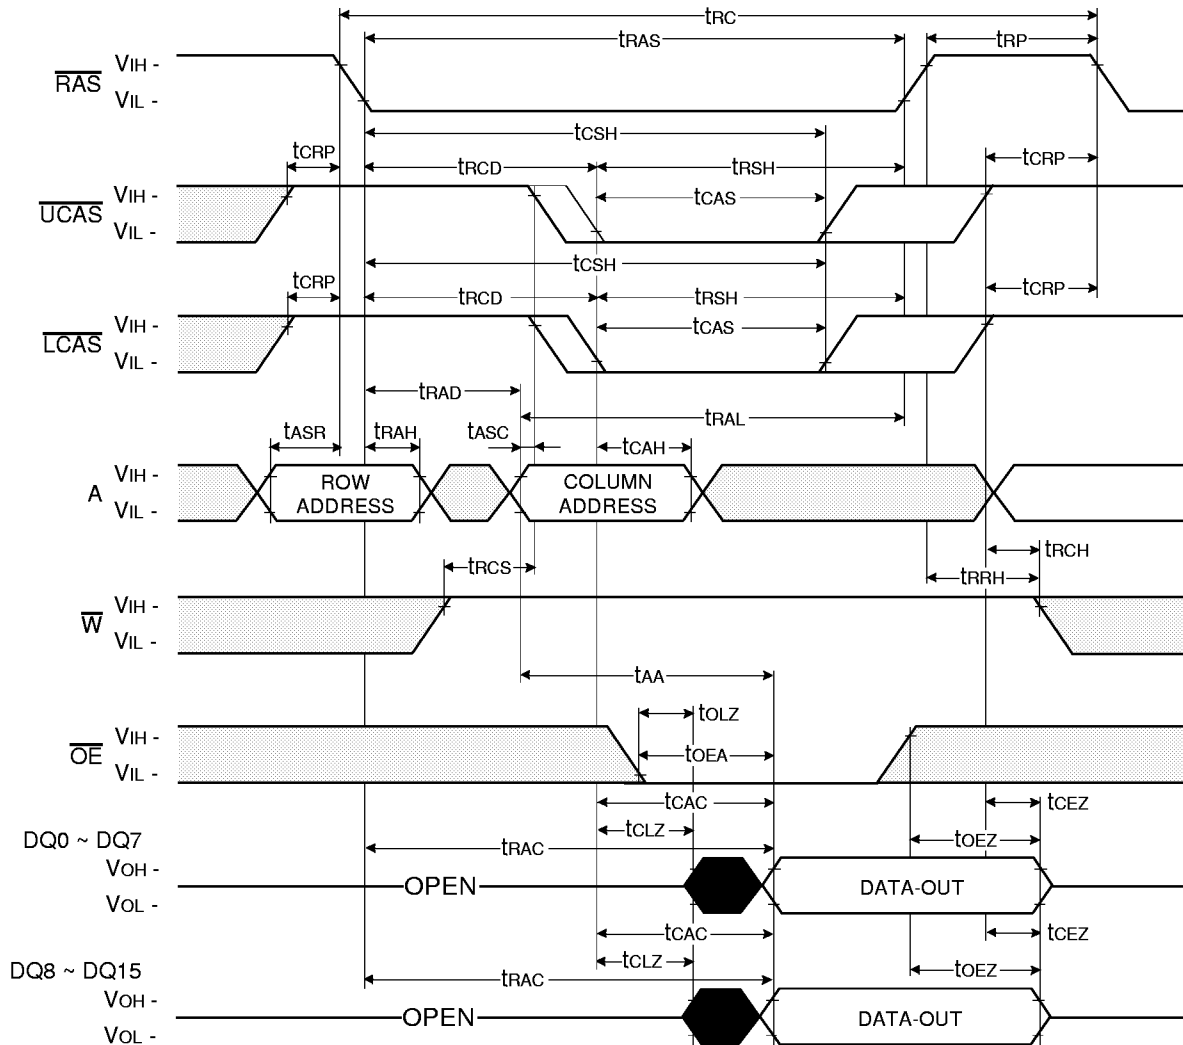 tRC
tRAS
tRP
RAS
VIH -
VIL -
tCSH
tCRP
tRCD
tRSH
tCRP
UCAS
VIH -
VIL -
tCAS
tCSH
tCRP
tRCD
tRSH
tCRP
LCAS
VIH -
VIL -
tCAS
tRAD
tRAL
tASR
tRAH
tASC
tCAH
A
VIH -
VIL -
ROW
ADDRESS
COLUMN
ADDRESS
tRCS
tRCH
tRRH
W
VIH -
VIL -
tAA
tOLZ
OE
VIH -
VIL -
tOEA
tCAC
tCEZ
tCLZ
tOEZ
DQ0 ~ DQ7
tRAC
VOH -
VOL -
OPEN
DATA-OUT
tCAC
tCEZ
tCLZ
tOEZ
DQ8 ~ DQ15
tRAC
VOH -
VOL -
OPEN
DATA-OUT